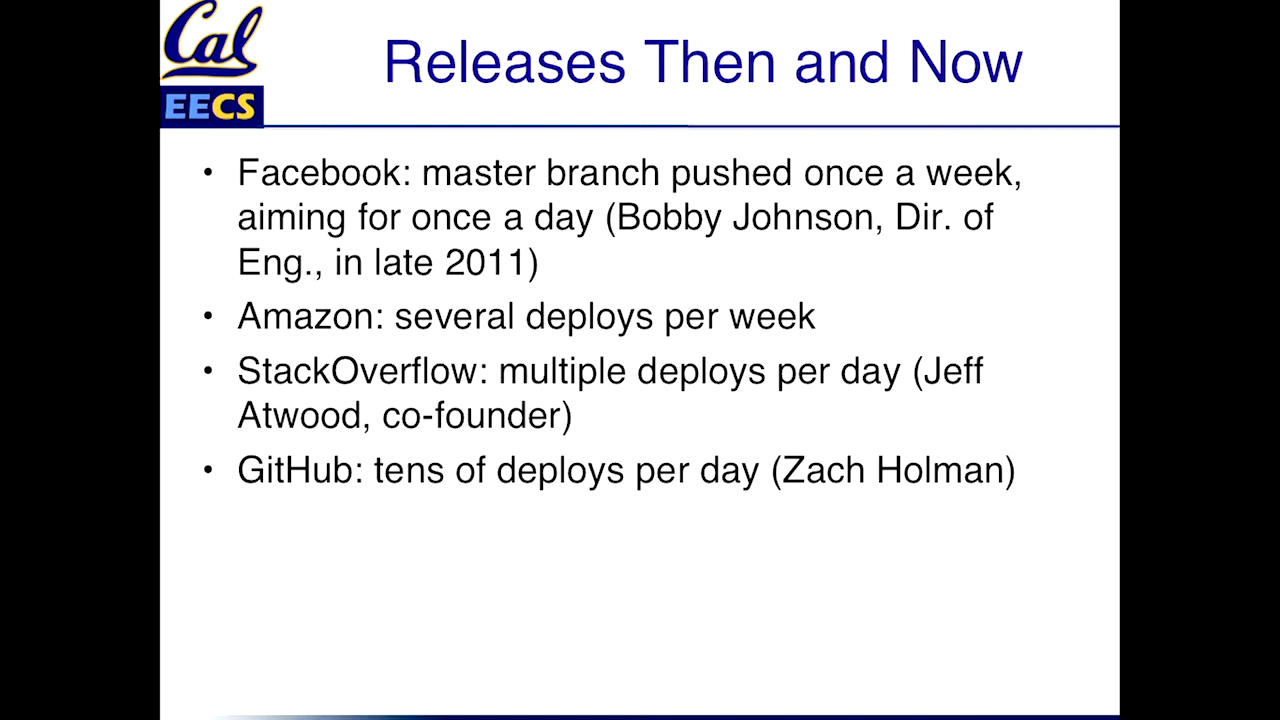 Cal
EECS
Releases Then and Now
• Facebook: master branch pushed once a week,
aiming for once a day (Bobby Johnson, Dir. of
Eng., in late 2011)
• Amazon: several deploys per week
• StackOverflow: multiple deploys per day (Jeff
Atwood, co-founder)
• GitHub: tens of deploys per day (Zach Holman)